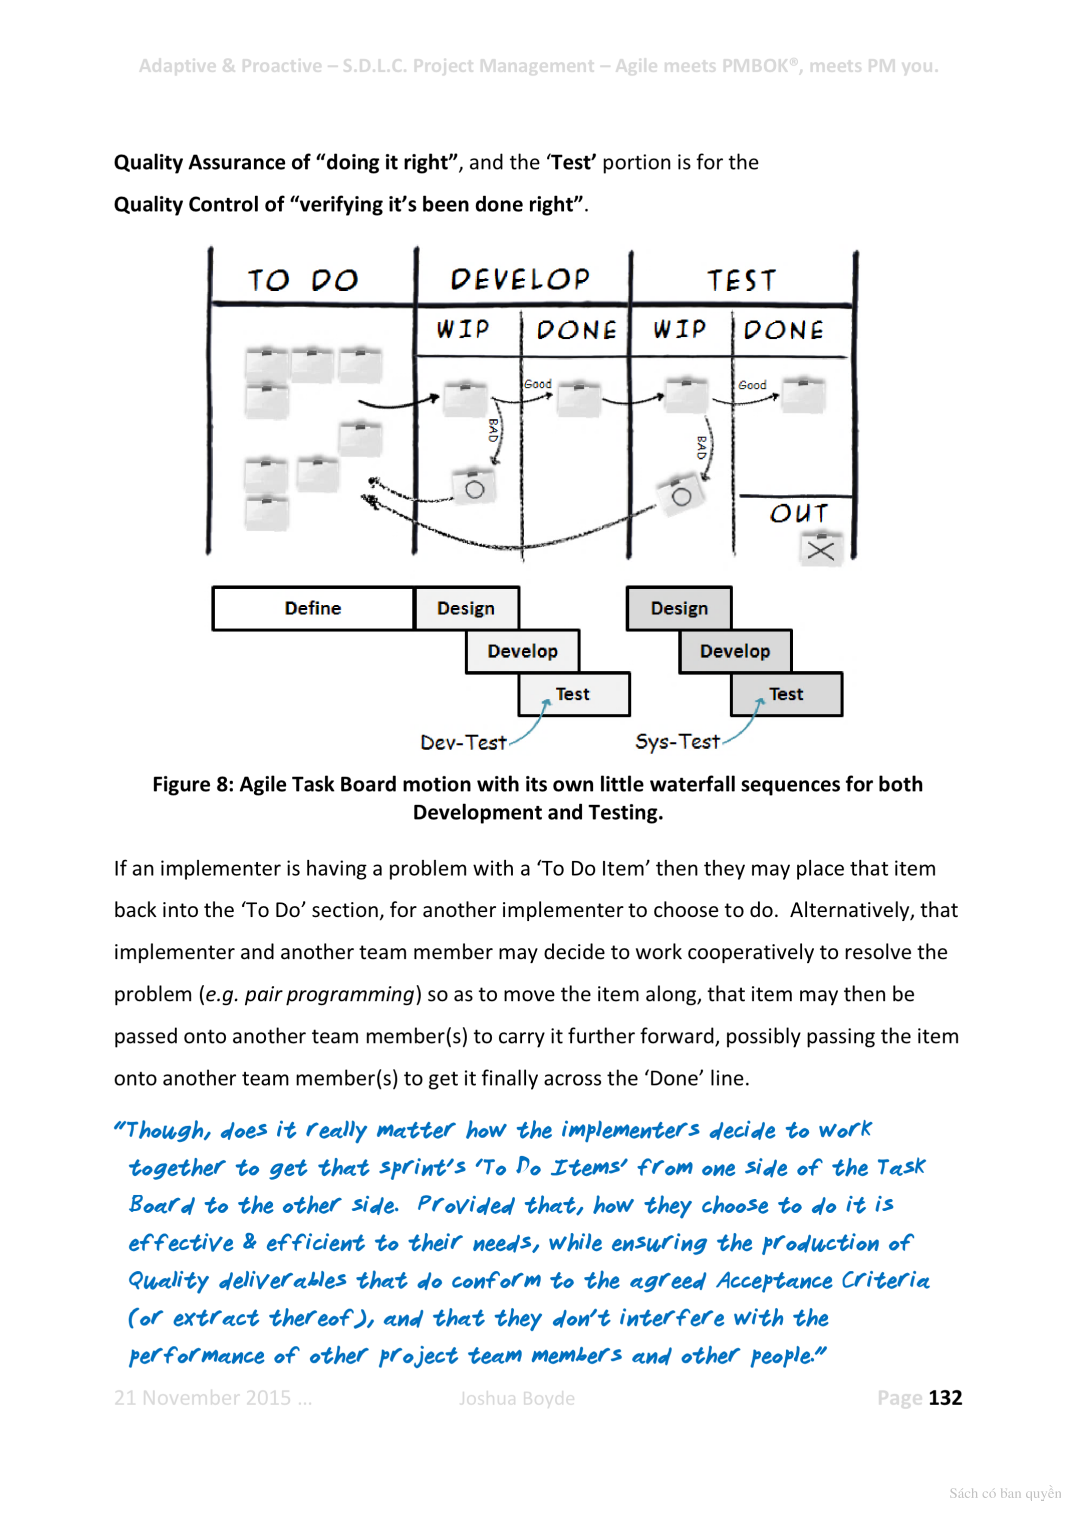 Adaptive & Proactive – S.D.L.C. Project Management – Agile meets PMBOK®, meets PM you.
Quality Assurance of “doing it right”, and the ‘Test’ portion is for the
Quality Control of “verifying it’s been done right”.
TO DO DEVELOP TEST
WIP DONE WIP DONE
Good Good
BAD BAD
OUT
Define Design Design
Develop Develop
Test Test
Dev-Test Sys-Test
Figure 8: Agile Task Board motion with its own little waterfall sequences for both
Development and Testing.
If an implementer is having a problem with a ‘To Do Item’ then they may place that item
back into the ‘To Do’ section, for another implementer to choose to do.  Alternatively, that
implementer and another team member may decide to work cooperatively to resolve the
problem (e.g. pair programming) so as to move the item along, that item may then be
passed onto another team member(s) to carry it further forward, possibly passing the item
onto another team member(s) to get it finally across the ‘Done’ line.
“Though, does it really matter how the implementers decide to work
together to get that sprint’s ‘To Do Items’ from one side of the Task
Board to the other side.  Provided that, how they choose to do it is
effective & efficient to their needs, while ensuring the production of
Quality deliverables that do conform to the agreed Acceptance Criteria
(or extract thereof), and that they don’t interfere with the
performance of other project team members and other people.”
21 November 2015 … Joshua Boyde Page 132
Sách có bản quyền